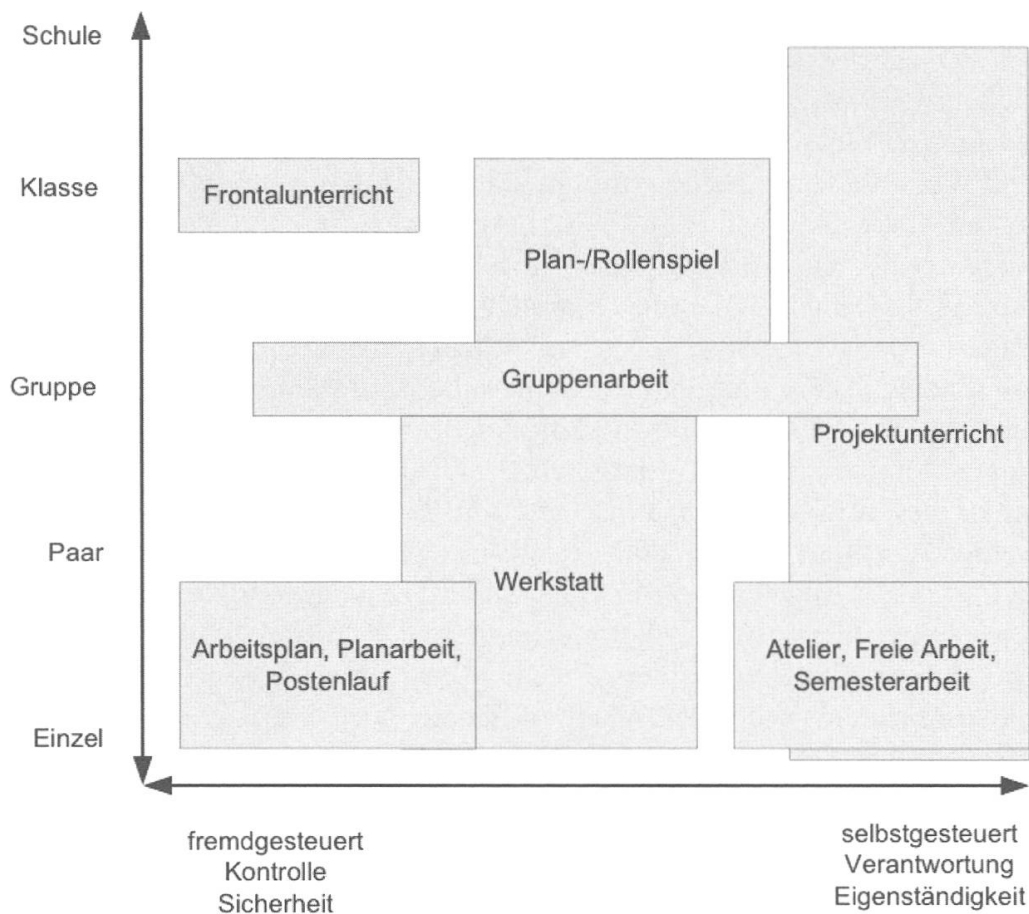 Schule
Klasse
Frontalunterricht
Plan-/Rollenspiel
Gruppe
Gruppenarbeit
Projektunterricht
Paar
Werkstatt
Arbeitsplan, Planarbeit,
Postenlauf
Atelier, Freie Arbeit,
Semesterarbeit
Einzel
fremdgesteuert
Kontrolle
Sicherheit
selbstgesteuert
Verantwortung
Eigenständigkeit